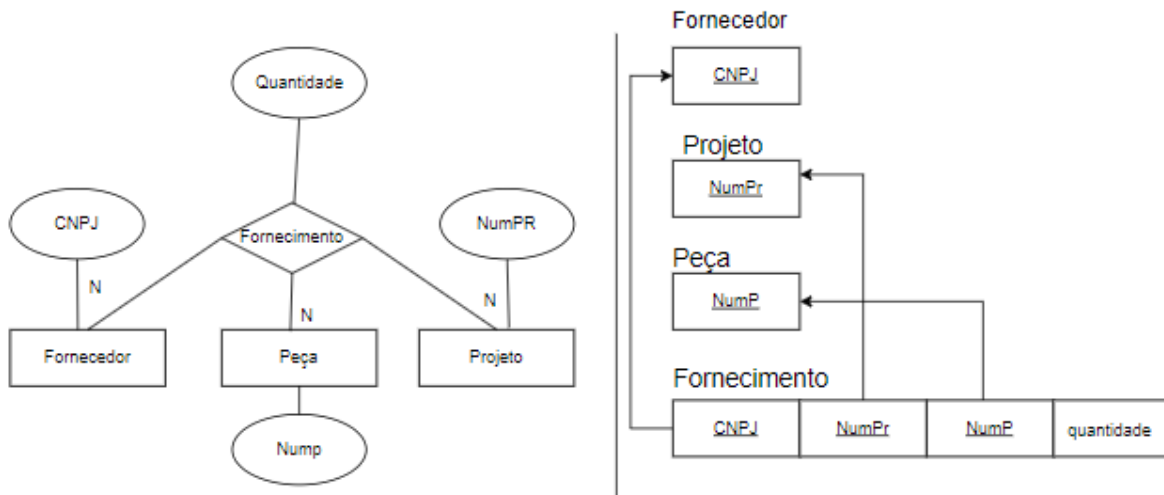 Quantidade
CNPJ
Fornecimento
NumPR
N
N
N
Fornecedor
Peça
Projeto
Nump
Fornecedor
CNPJ
Projeto
NumPr
Peça
NumP
Fornecimento
CNPJ
NumPr
NumP
quantidade